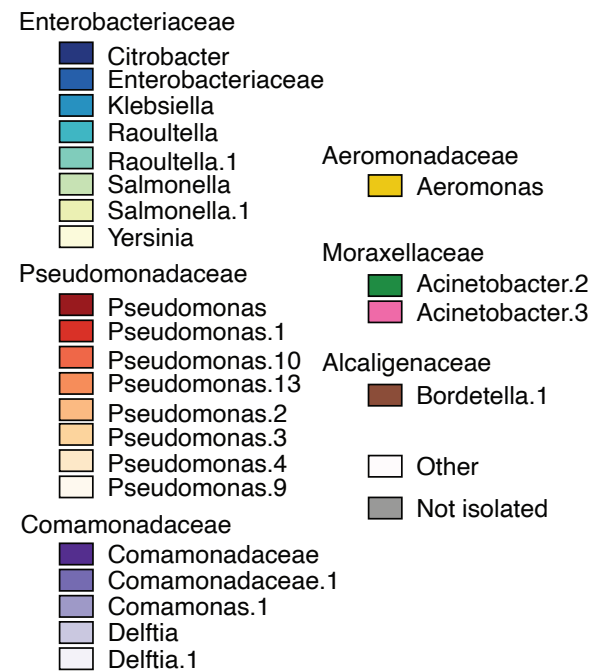 Enterobacteriaceae
Citrobacter
Enterobacteriaceae
Klebsiella
Raoultella
Raoultella.1
Salmonella
Salmonella.1
Yersinia
Pseudomonadaceae
Pseudomonas
Pseudomonas.1
Pseudomonas.10
Pseudomonas.13
Pseudomonas.2
Pseudomonas.3
Pseudomonas.4
Pseudomonas.9
Comamonadaceae
Comamonadaceae
Comamonadaceae.1
Comamonas.1
Delftia
Delftia.1
Aeromonadaceae
Aeromonas
Moraxellaceae
Acinetobacter.2
Acinetobacter.3
Alcaligenaceae
Bordetella.1
Other
Not isolated